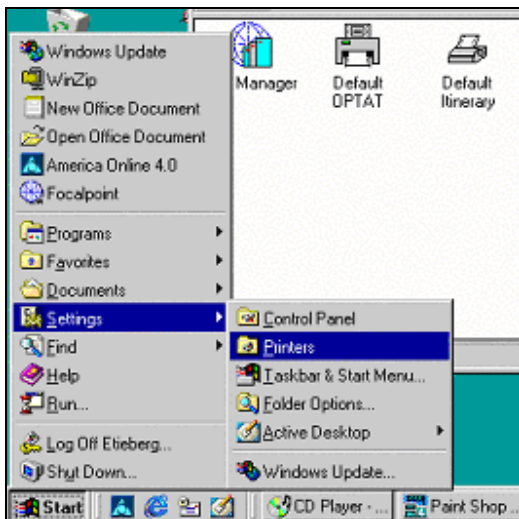 Manager
Default
OPTAT
Default
Itinerary
Windows Update
WinZip
New Office Document
Open Office Document
America Online 4.0
Focalpoint
Programs
Favorites
Documents
Settings
Find
Help
Run...
Log Off Etieberg...
Shut Down...
Control Panel
Printers
Taskbar & Start Menu...
Folder Options...
Active Desktop
Windows Update...
Start
CD Player - ...
Paint Shop ...